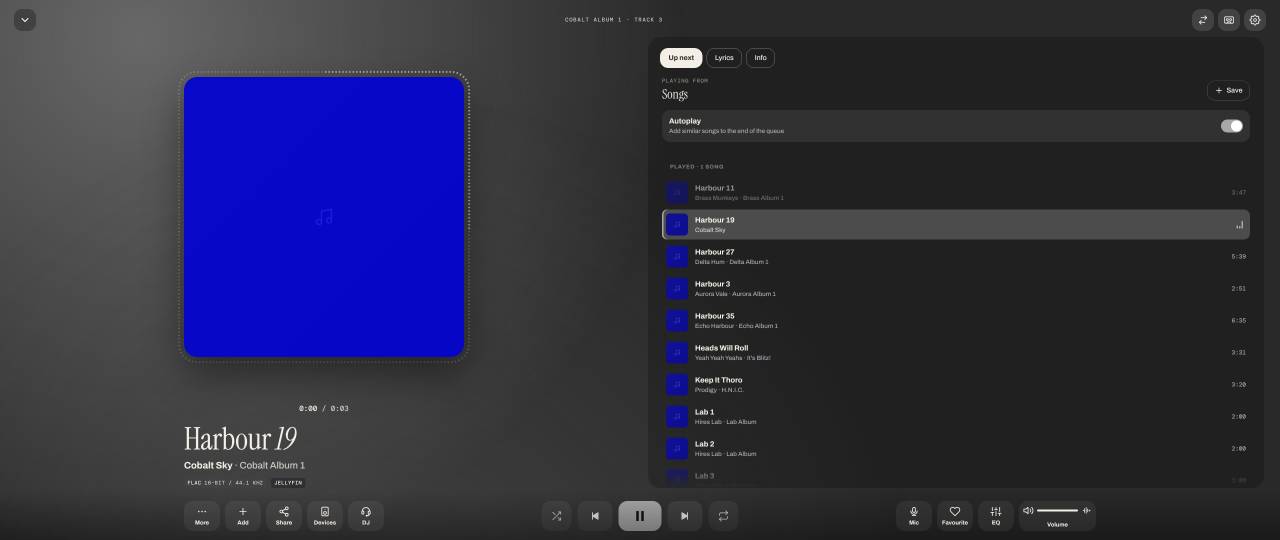 COBALT ALBUM 1 · TRACK 3
0:00 / 0:03
Harbour 19
Cobalt Sky · Cobalt Album 1
FLAC 16-BIT / 44.1 KHZ JELLYFIN
Up next Lyrics Info
PLAYING FROM
Songs
Save
Autoplay
Add similar songs to the end of the queue
PLAYED · 1 SONG
Harbour 11
Brass Monkeys · Brass Album 1
3:47
Harbour 19
Cobalt Sky
Harbour 27
Delta Hum · Delta Album 1
5:39
Harbour 3
Aurora Vale · Aurora Album 1
2:51
Harbour 35
Echo Harbour · Echo Album 1
6:35
Heads Will Roll
Yeah Yeah Yeahs · It's Blitz!
3:31
Keep It Thoro
Prodigy · H.N.I.C.
3:20
Lab 1
Hires Lab · Lab Album
2:00
Lab 2
Hires Lab · Lab Album
2:00
Lab 3
More Add Share Devices DJ
Mic Favourite EQ Volume